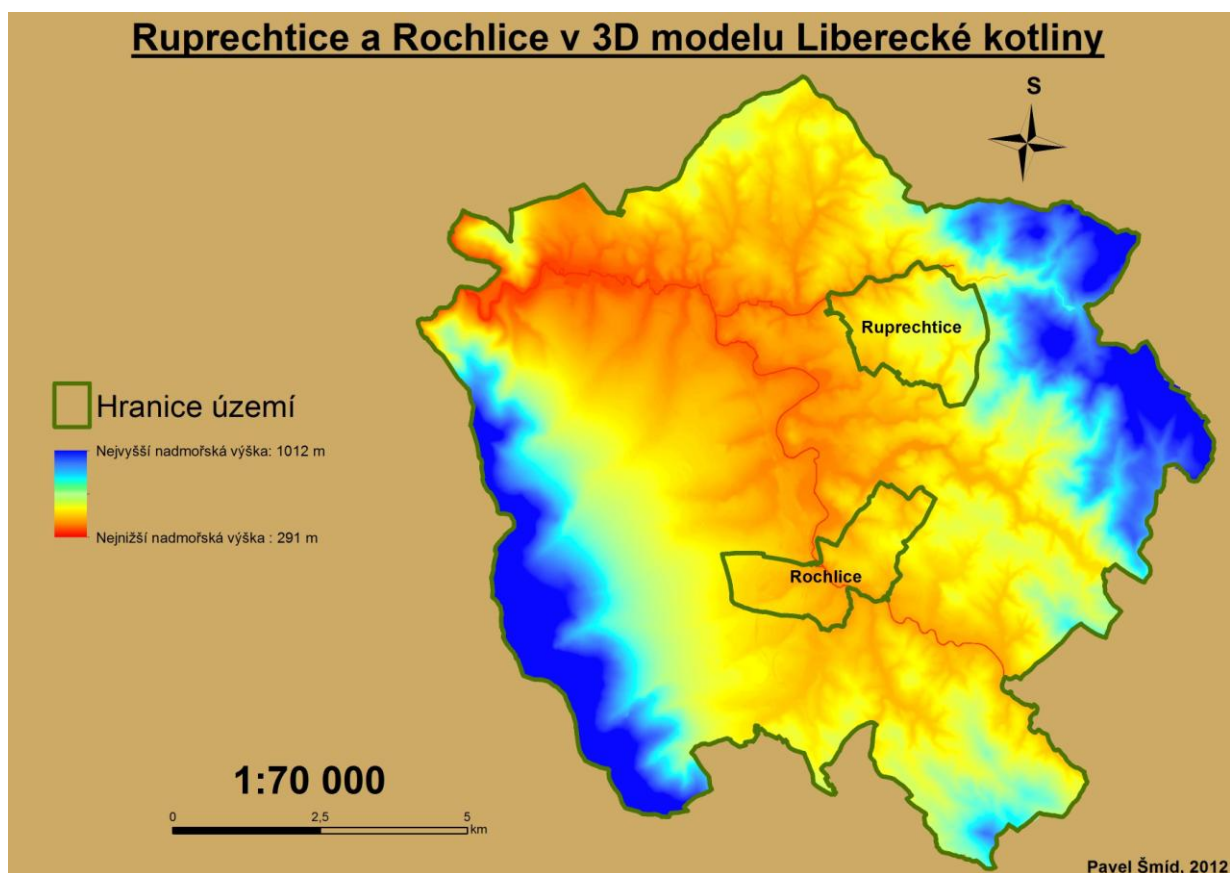 Ruprechtice a Rochlice v 3D modelu Liberecké kotliny
S
Ruprechtice
Hranice území
Nejvyšší nadmořská výška: 1012 m
Nejnižší nadmořská výška : 291 m
Rochlice
1:70 000
0 2,5 5
km
Pavel Šmíd, 2012